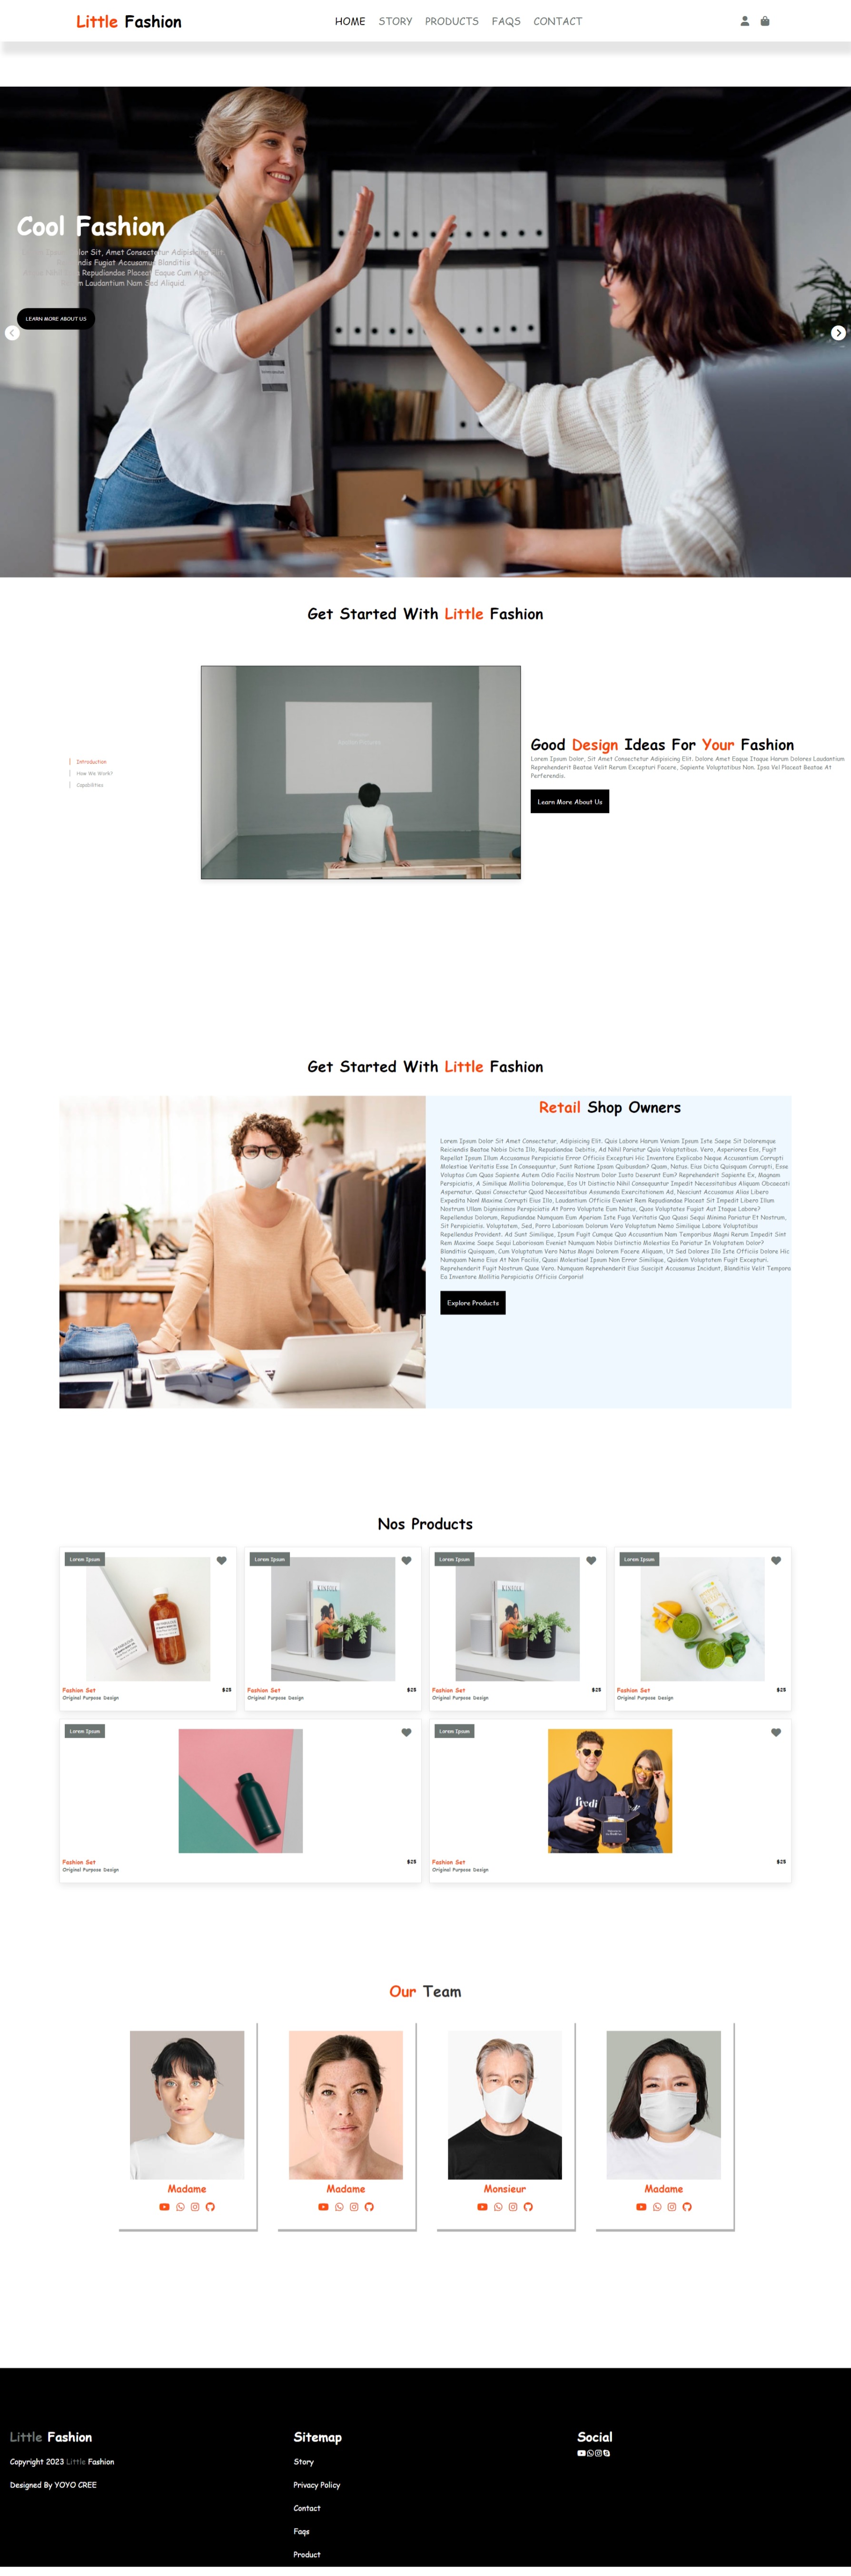 Little Fashion
HOME STORY PRODUCTS FAQS CONTACT
Cool Fashion
Sit, Amet Consectetur
Fugiat Accusamus Blanditiis
Repudiandae Placeat Eaque Cum
Laudantium Nam Sed Aliquid.
LEARN MORE ABOUT US
Get Started With Little Fashion
Introduction
How We Work?
Capabilities
Good Design Ideas For Your Fashion
Lorem Ipsum Dolor, Sit Amet Consectetur Adipisicing Elit. Dolore Amet Eaque Itaque Harum Dolores Laudantium
Reprehenderit Beatae Velit Rerum Excepturi Facere, Sapiente Voluptatibus Non. Ipsa Vel Placeat Beatae At
Perferendis.
Learn More About Us
Get Started With Little Fashion
Retail Shop Owners
Lorem Ipsum Dolor Sit Amet Consectetur, Adipisicing Elit. Quia Labore Harum Veniam Ipsum Iste Saepe Sit Doloremque
Reiciendis Beatae Nobis Dicta Illo, Repudiandae Debitis, Ad Nihil Pariatur Quia Voluptatibus. Vero, Asperiores Eos, Fugit
Repellat Ipsum Illum Accusamus Perspiciatis Error Officiis Excepturi Hic Inventore Explicabo Neque Accusantium Corrupti
Molestiae Veritatis Esse In Consequuntur, Sunt Ratione Ipsam Quibusdam? Quam, Natus. Eius Dicta Quisquam Corrupti, Esse
Voluptas Cum Quas Sapiente Autem Odio Facilis Nostrum Dolor Iusto Deserunt Eum? Reprehenderit Sapiente Ex, Magnam
Perspiciatis, A Similique Mollitia Doloremque, Eos Ut Distinctio Nihil Consequuntur Impedit Necessitatibus Aliquam Obcaecati
Aspernatur. Quasi Consectetur Quod Necessitatibus Assumenda Exercitationem Ad, Nesciunt Accusamus Alias Libero
Expedita Non! Maxime Corrupti Eius Illo, Laudantium Officiis Eveniet Rem Repudiandae Placeat Sit Impedit Libero Illum
Nostrum Ullam Dignissimos Perspiciatis At Porro Voluptate Eum Natus, Quos Voluptates Fugiat Aut Itaque Labore?
Repellendus Dolorum, Repudiandae Numquam Eum Aperiam Iste Fuga Veritatis Quo Quasi Sequi Minima Pariatur Et Nostrum,
Sit Perspiciatis. Voluptatem, Sed, Porro Laboriosam Dolorum Vero Voluptatum Nemo Similique Labore Voluptatibus
Repellendus Provident. Ad Sunt Similique, Ipsum Fugit Cumque Quo Accusantium Nam Temporibus Magni Rerum Impedit Sint
Rem Maxime Saepe Sequi Laboriosam Eveniet Numquam Nobis Distinctio Molestias Ea Pariatur In Voluptatem Dolor?
Blanditiis Quisquam, Cum Voluptatum Vero Natus Magni Dolorem Facere Aliquam, Ut Sed Dolores Illo Iste Officiis Dolore Hic
Numquam Nemo Eius At Non Facilis, Quasi Molestiae! Ipsum Non Error Similique, Quidem Voluptatem Fugit Excepturi.
Reprehenderit Fugit Nostrum Quae Vero. Numquam Reprehenderit Eius Suscipit Accusamus Incidunt, Blanditiis Velit Tempora
Ea Inventore Mollitia Perspiciatis Officiis Corporis!
Explore Products
Nos Products
Lorem Ipsum
Lorem Ipsum
Lorem Ipsum
Lorem Ipsum
KINFOLK
KINFOLK
Fashion Set $25
Original Purpose Design
Fashion Set $25
Original Purpose Design
Fashion Set $25
Original Purpose Design
Fashion Set $25
Original Purpose Design
Lorem Ipsum
Lorem Ipsum
Fashion Set $25
Original Purpose Design
Fashion Set $25
Original Purpose Design
Our Team
Madame
Madame
Monsieur
Madame
Little Fashion
Copyright 2023 Little Fashion
Designed By YOYO CREE
Sitemap
Story
Privacy Policy
Contact
Faqs
Product
Social